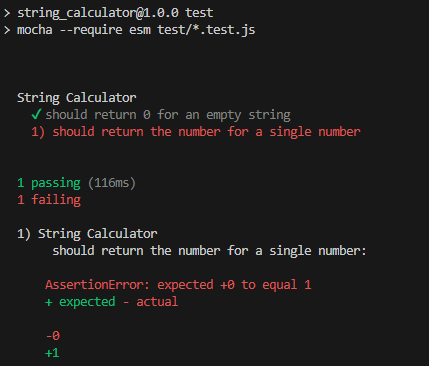 > string_calculator@1.0.0 test
> mocha --require esm test/*.test.js
String Calculator
✓ should return 0 for an empty string
1) should return the number for a single number
1 passing (116ms)
1 failing
1) String Calculator
should return the number for a single number:
AssertionError: expected +0 to equal 1
+ expected - actual
-0
+1